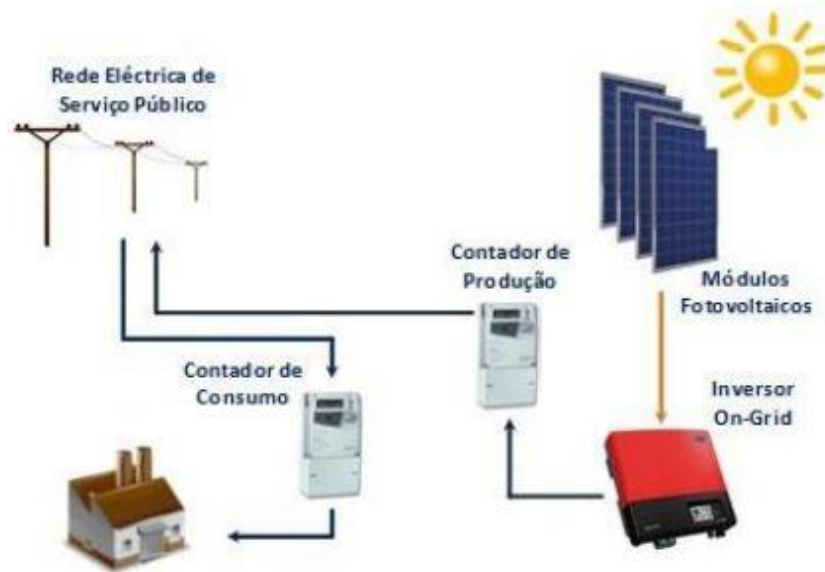 Rede Eléctrica de
Serviço Público
Contador de
Produção
Módulos
Fotovoltaicos
Contador de
Consumo
Inversor
On-Grid